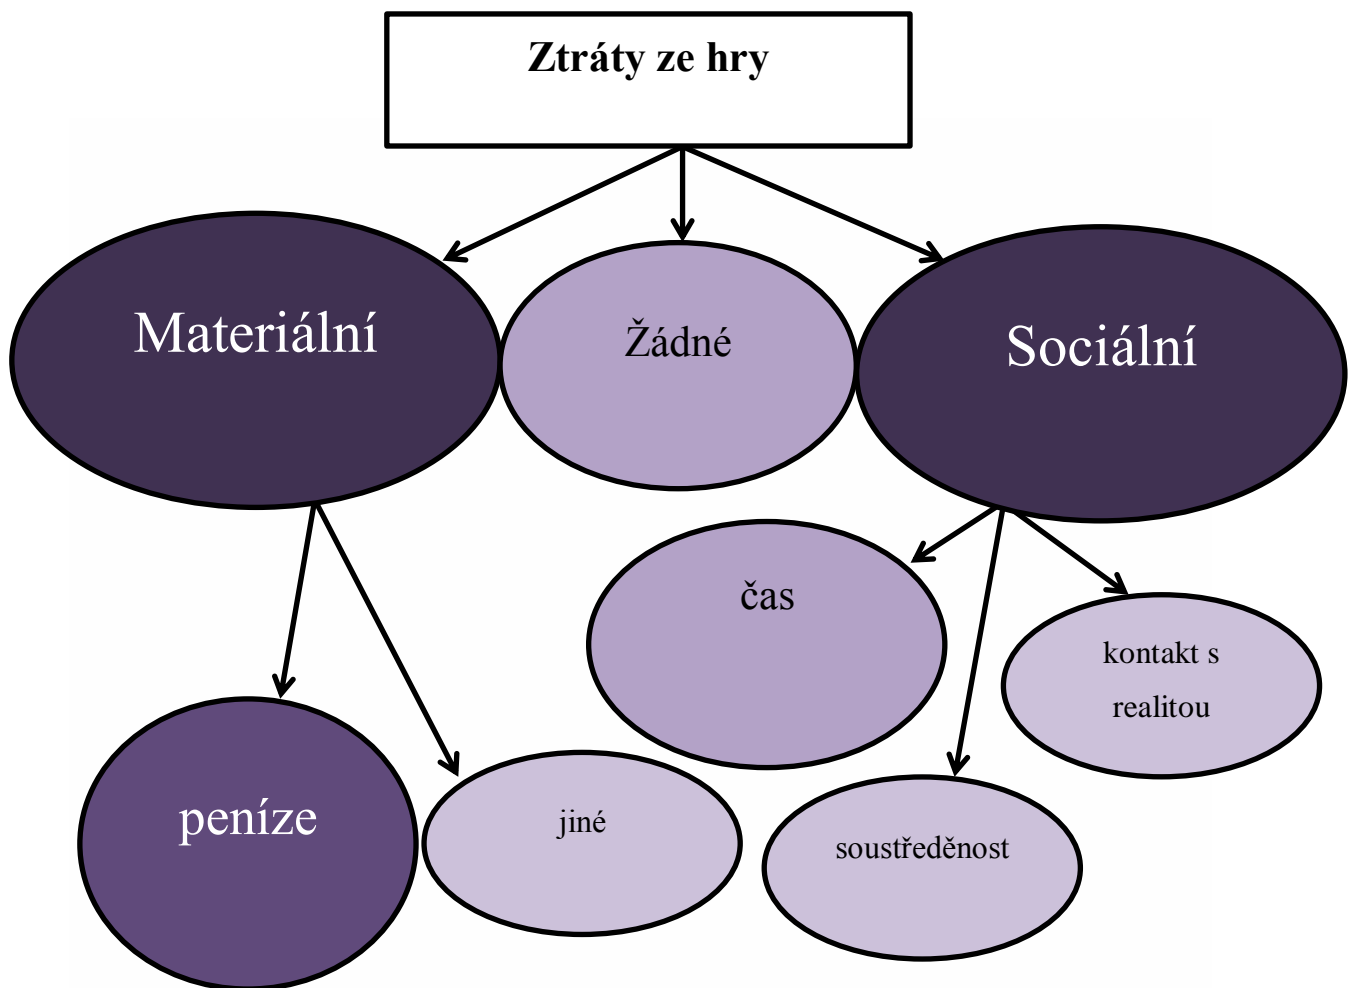 Ztráty ze hry
Materiální
Žádné
Sociální
čas
kontakt s
realitou
peníze
jiné
soustředěnost